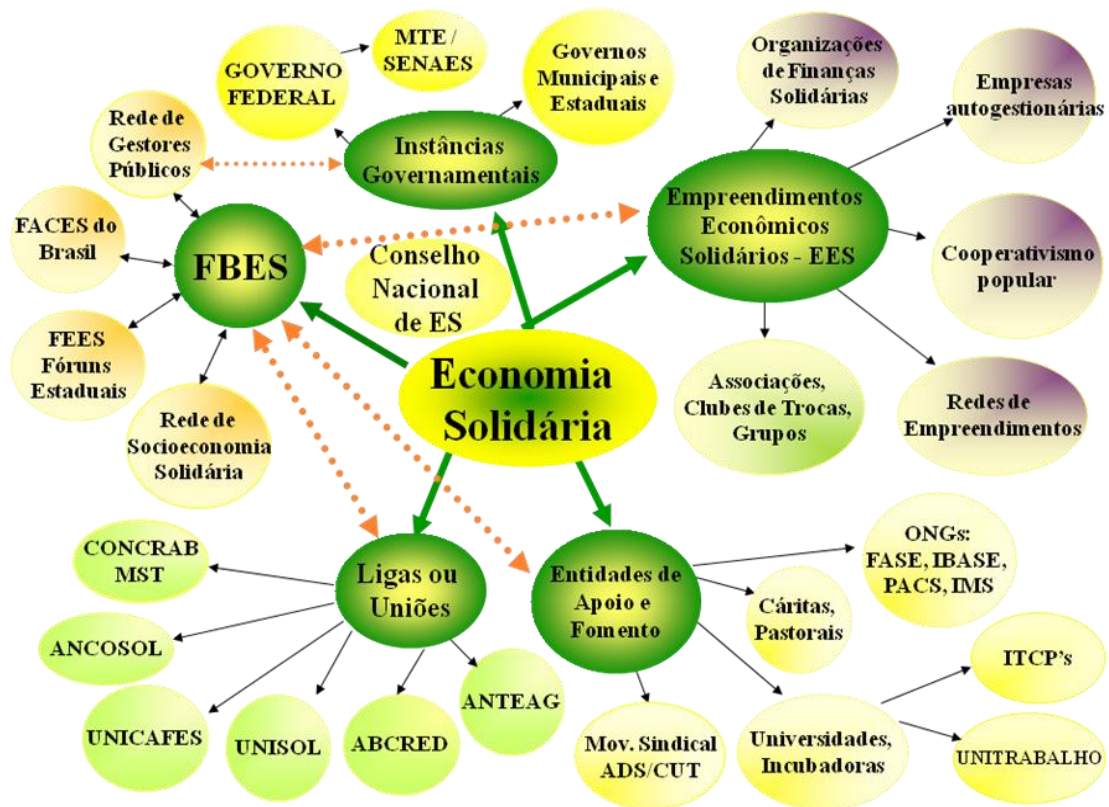 MTE /
SENAES
GOVERNO
FEDERAL
Governos
Municipais e
Estaduais
Organizações
de Finanças
Solidárias
Empresas
autogestionárias
Rede de
Gestores
Públicos
Instâncias
Governamentais
Empreendimentos
Econômicos
Solidários - EES
FACES do
Brasil
FBES
Conselho
Nacional
de ES
Cooperativismo
popular
FEES
Fóruns
Estaduais
Economia
Solidária
Associações,
Clubes de Trocas,
Grupos
Redes de
Empreendimentos
Rede de
Socioeconomia
Solidária
CONCRAB
MST
Ligas ou
Uniões
Entidades de
Apoio e
Fomento
ONGs:
FASE, IBASE,
PACS, IMS
Cáritas,
Pastorais
ANCOSOL
ITCP's
ANTEAG
UNICAFES
UNISOL
ABCRED
Mov. Sindical
ADS/CUT
Universidades,
Incubadoras
UNITRABALHO